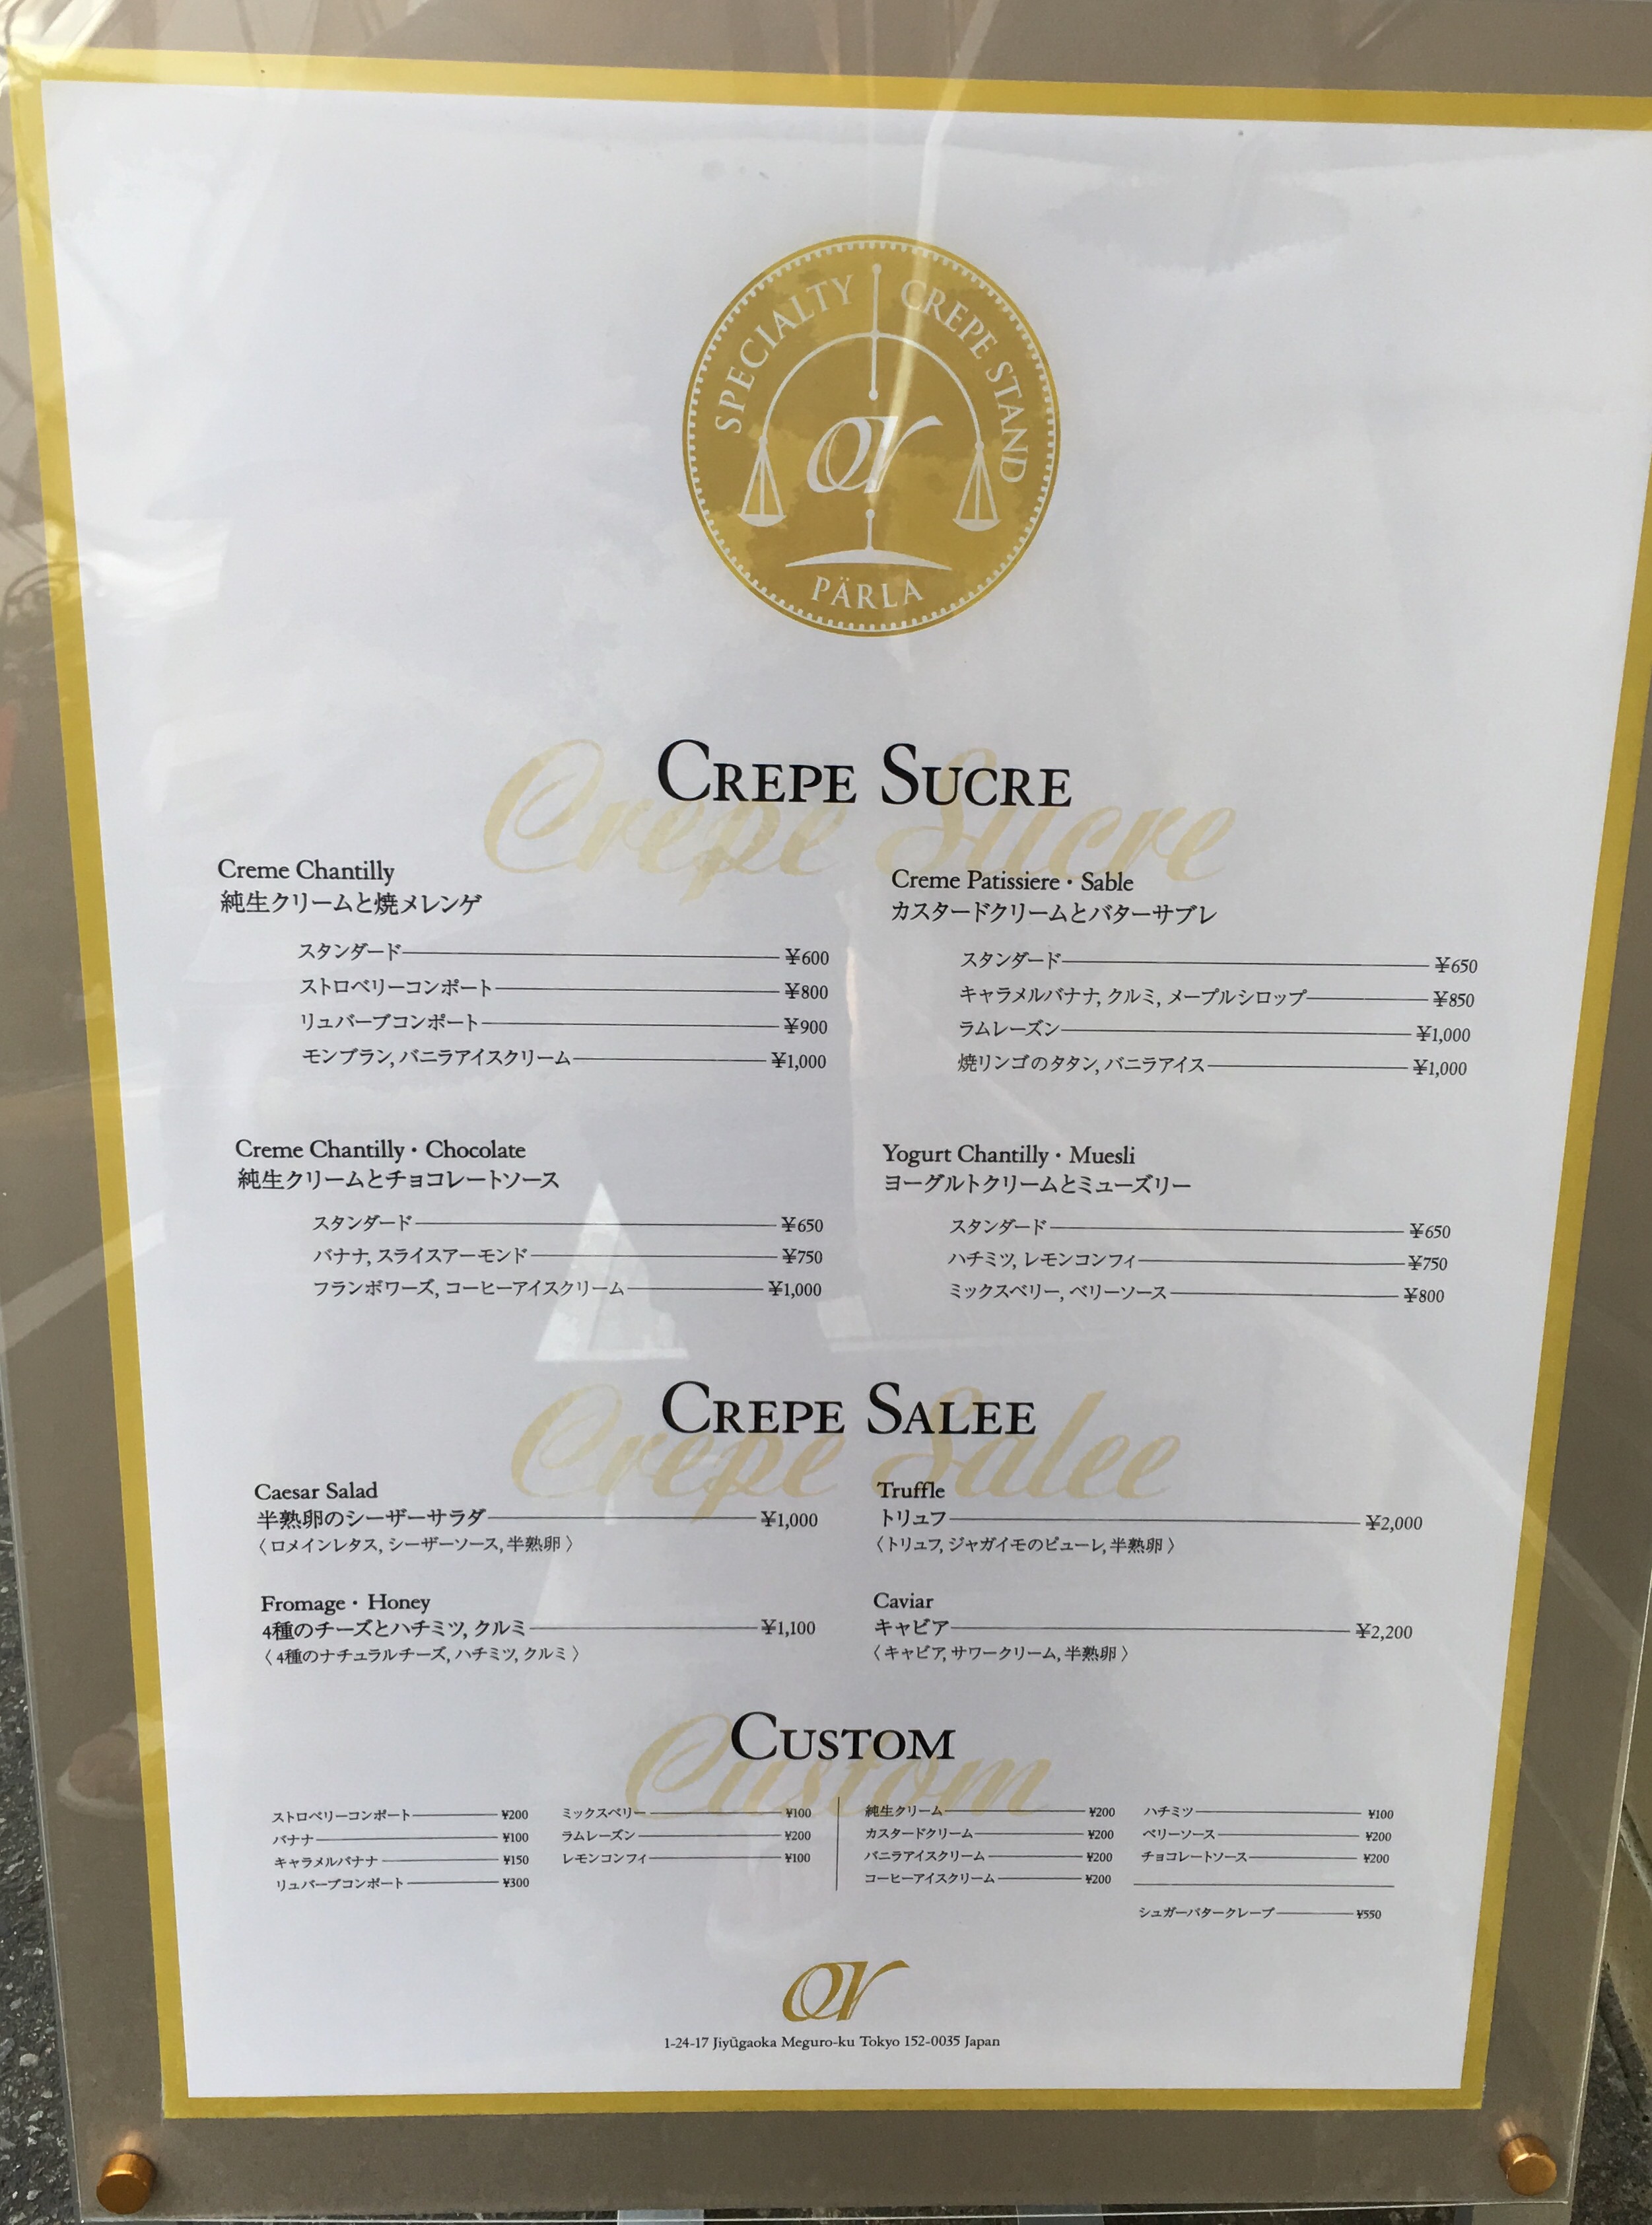 SPECIALTY CREPE STAND
or
PÄRLA
Crepe Sucre
Crepe Sucre
Creme Chantilly
純生クリームと焼メレンゲ
スタンダード ¥600
ストロベリーコンポート ¥800
リュバーブコンポート ¥900
モンブラン, バニラアイスクリーム ¥1,000
Creme Patissiere・Sable
カスタードクリームとバターサブレ
スタンダード ¥650
キャラメルバナナ, クルミ, メープルシロップ ¥850
ラムレーズン ¥1,000
焼リンゴのタタン, バニラアイス ¥1,000
Creme Chantilly・Chocolate
純生クリームとチョコレートソース
スタンダード ¥650
バナナ, スライスアーモンド ¥750
フランボワーズ, コーヒーアイスクリーム ¥1,000
Yogurt Chantilly・Muesli
ヨーグルトクリームとミューズリー
スタンダード ¥650
ハチミツ, レモンコンフィ ¥750
ミックスベリー, ベリーソース ¥800
Crepe Salee
Crepe Salee
Caesar Salad
半熟卵のシーザーサラダ ¥1,000
〈ロメインレタス, シーザーソース, 半熟卵〉
Truffle
トリュフ ¥2,000
〈トリュフ, ジャガイモのピューレ, 半熟卵〉
Fromage・Honey
4種のチーズとハチミツ, クルミ ¥1,100
〈4種のナチュラルチーズ, ハチミツ, クルミ〉
Caviar
キャビア ¥2,200
〈キャビア, サワークリーム, 半熟卵〉
Custom
Custom
ストロベリーコンポート ¥200
バナナ ¥100
キャラメルバナナ ¥150
リュバーブコンポート ¥300
ミックスベリー ¥100
ラムレーズン ¥200
レモンコンフィ ¥100
純生クリーム ¥200
カスタードクリーム ¥200
バニラアイスクリーム ¥200
コーヒーアイスクリーム ¥200
ハチミツ ¥100
ベリーソース ¥200
チョコレートソース ¥200
シュガーバタークレープ ¥550
or
1-24-17 Jiyūgaoka Meguro-ku Tokyo 152-0035 Japan